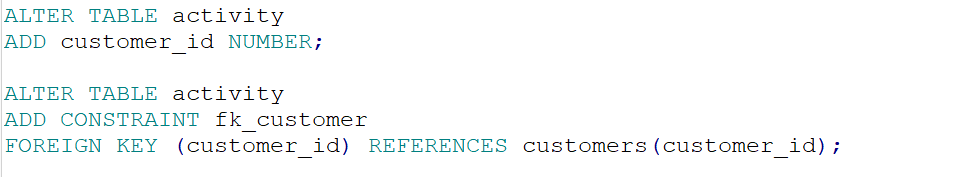 ALTER TABLE activity
ADD customer_id NUMBER;
ALTER TABLE activity
ADD CONSTRAINT fk_customer
FOREIGN KEY (customer_id) REFERENCES customers(customer_id);